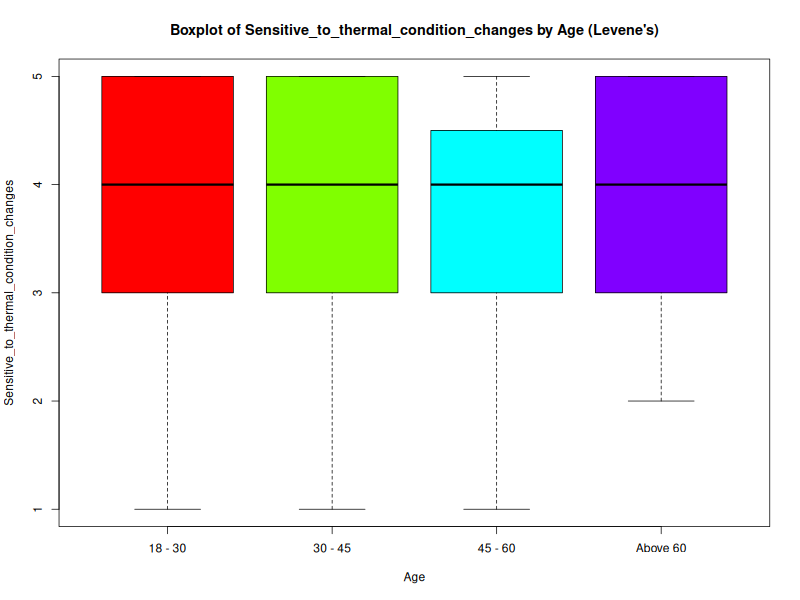 Boxplot of Sensitive_to_thermal_condition_changes by Age (Levene's)
Sensitive_to_thermal_condition_changes
5
4
3
2
1
18 - 30
30 - 45
45 - 60
Above 60
Age